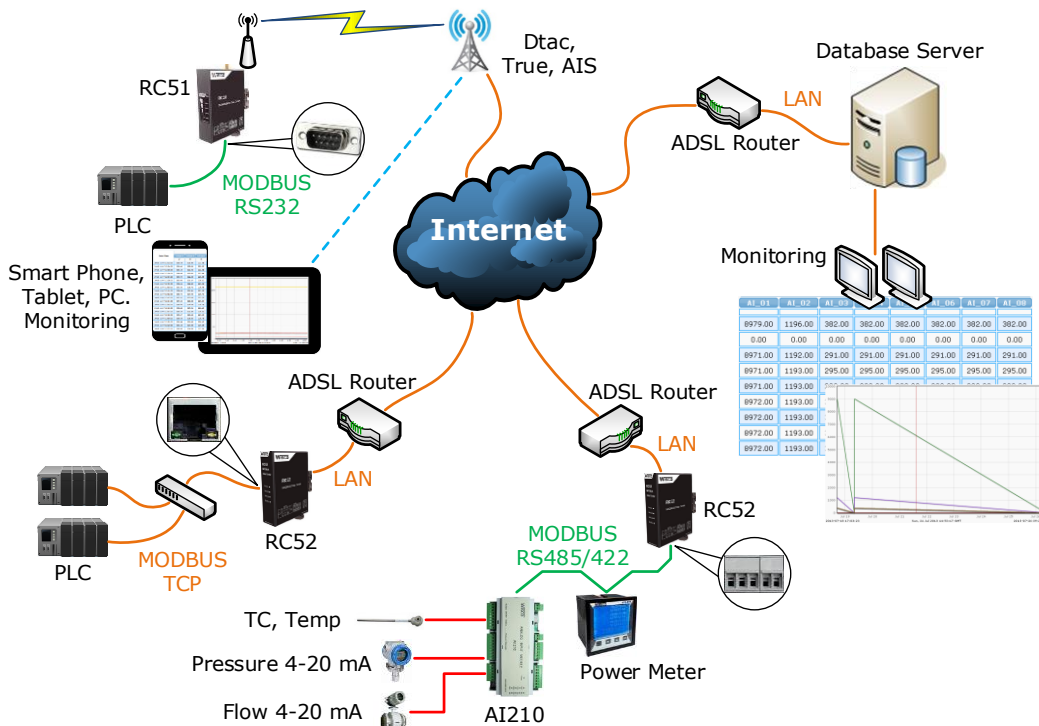 Dtac,
True, AIS
Database Server
RC51
LAN
ADSL Router
MODBUS
RS232
PLC
Internet
Smart Phone,
Tablet, PC.
Monitoring
Monitoring
AI_01 AI_02 AI_03 AI_06 AI_07 AI_08
8979.00 1196.00 382.00 382.00 382.00 382.00 382.00 382.00
0.00 0.00 0.00 0.00 0.00 0.00 0.00 0.00
8971.00 1192.00 291.00 291.00 291.00 291.00 291.00 291.00
8971.00 1193.00 295.00 295.00 295.00 295.00 295.00 295.00
8971.00 1193.00
8972.00 1193.00
8972.00 1193.00
8972.00 1193.00
8972.00 1193.00
ADSL Router
ADSL Router
LAN
LAN
RC52
RC52
PLC
MODBUS
TCP
MODBUS
RS485/422
TC, Temp
Pressure 4-20 mA
Flow 4-20 mA
AI210
Power Meter